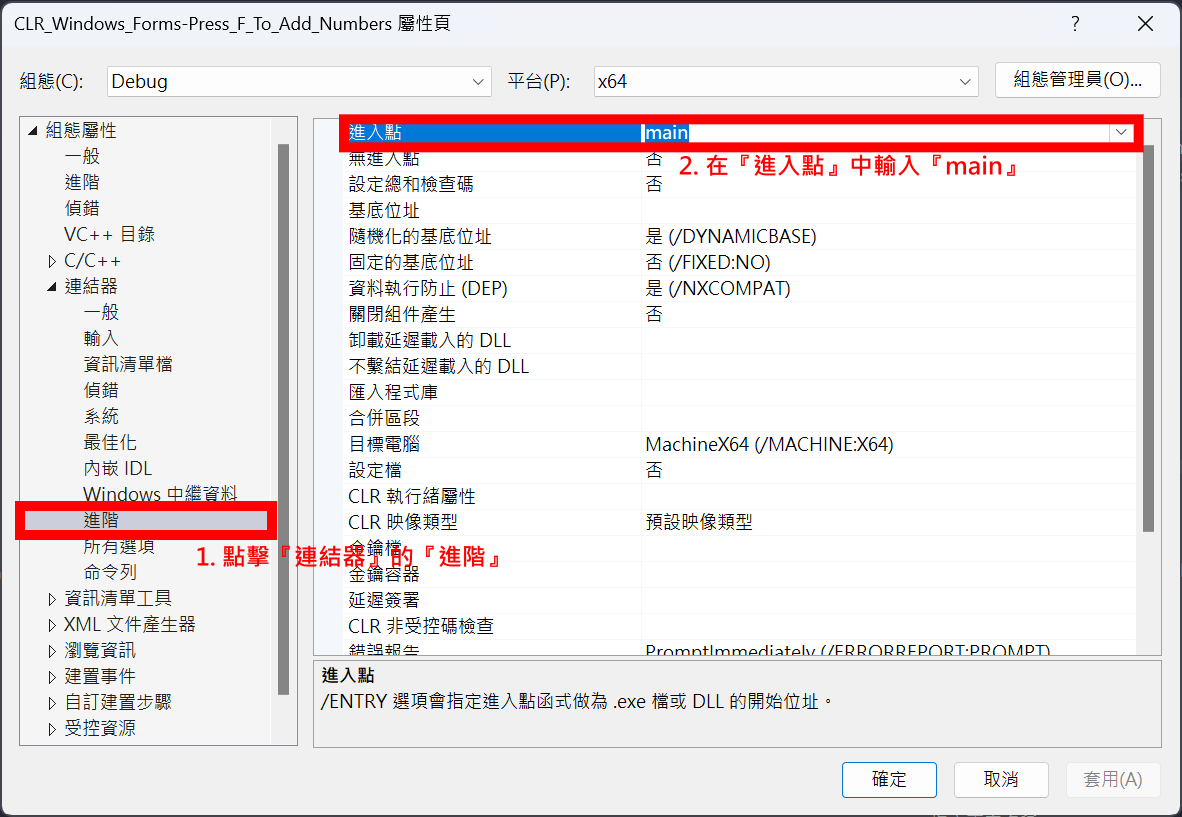 CLR_Windows_Forms-Press_F_To_Add_Numbers 屬性頁
組態(C):
Debug
平台(P):
x64
組態管理員(O)...
組態屬性
一般
進階
偵錯
VC++ 目錄
C/C++
連結器
一般
輸入
資訊清單檔
偵錯
系統
最佳化
內嵌 IDL
Windows 中繼資料
進階
所有選項
命令列
資訊清單工具
XML 文件產生器
瀏覽資訊
建置事件
自訂建置步驟
受控資源
1. 點擊『連結器』的『進階』
進入點 main
2. 在『進入點』中輸入『main』
無進入點 否
設定總和檢查碼 否
基底位址
隨機化的基底位址 是 (/DYNAMICBASE)
固定的基底位址 否 (/FIXED:NO)
資料執行防止 (DEP) 是 (/NXCOMPAT)
關閉組件產生 否
卸載延遲載入的 DLL
不繫結延遲載入的 DLL
匯入程式庫
合併區段
目標電腦 MachineX64 (/MACHINE:X64)
設定檔 否
CLR 執行緒屬性
CLR 映像類型 預設映像類型
金鑰檔
金鑰容器
延遲簽署
CLR 非受控碼檢查
錯誤報告 PromptImmediately (/ERRORREPORT:PROMPT)
進入點
/ENTRY 選項會指定進入點函式做為 .exe 檔或 DLL 的開始位址。
確定
取消
套用(A)